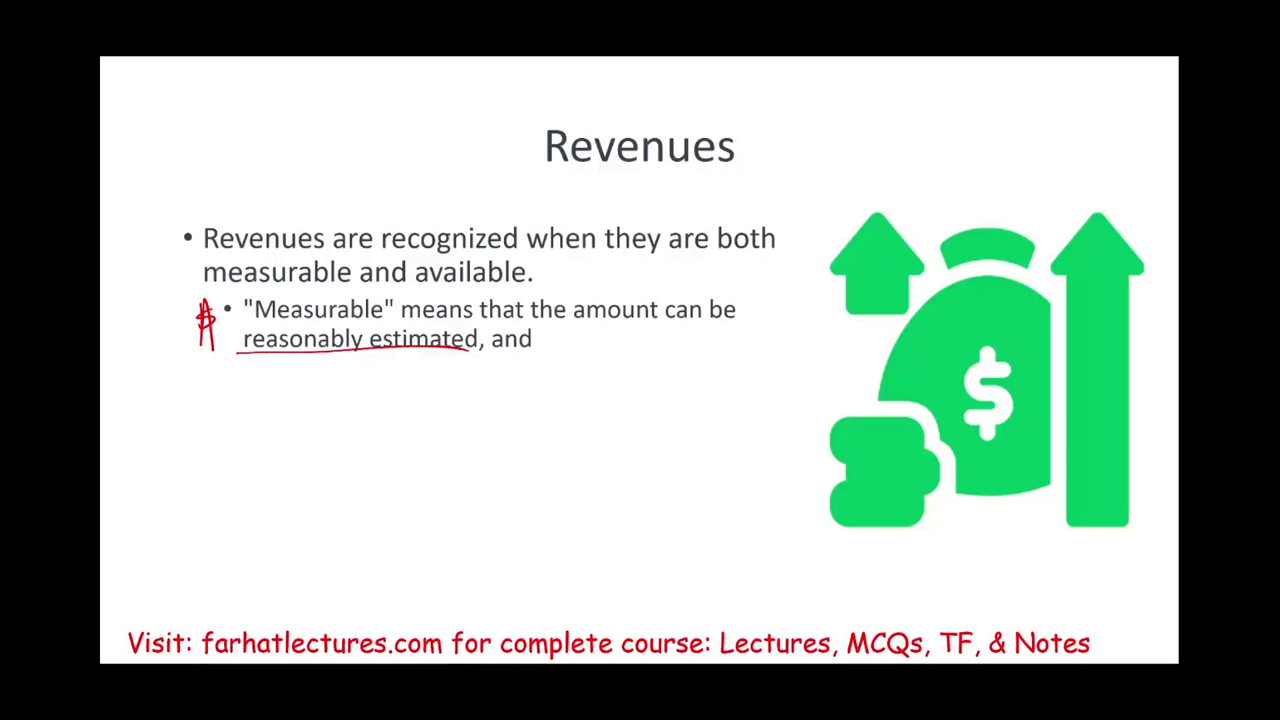 Revenues
• Revenues are recognized when they are both
measurable and available.
• "Measurable" means that the amount can be
reasonably estimated, and
$
Visit: farhatlectures.com for complete course: Lectures, MCQs, TF, & Notes